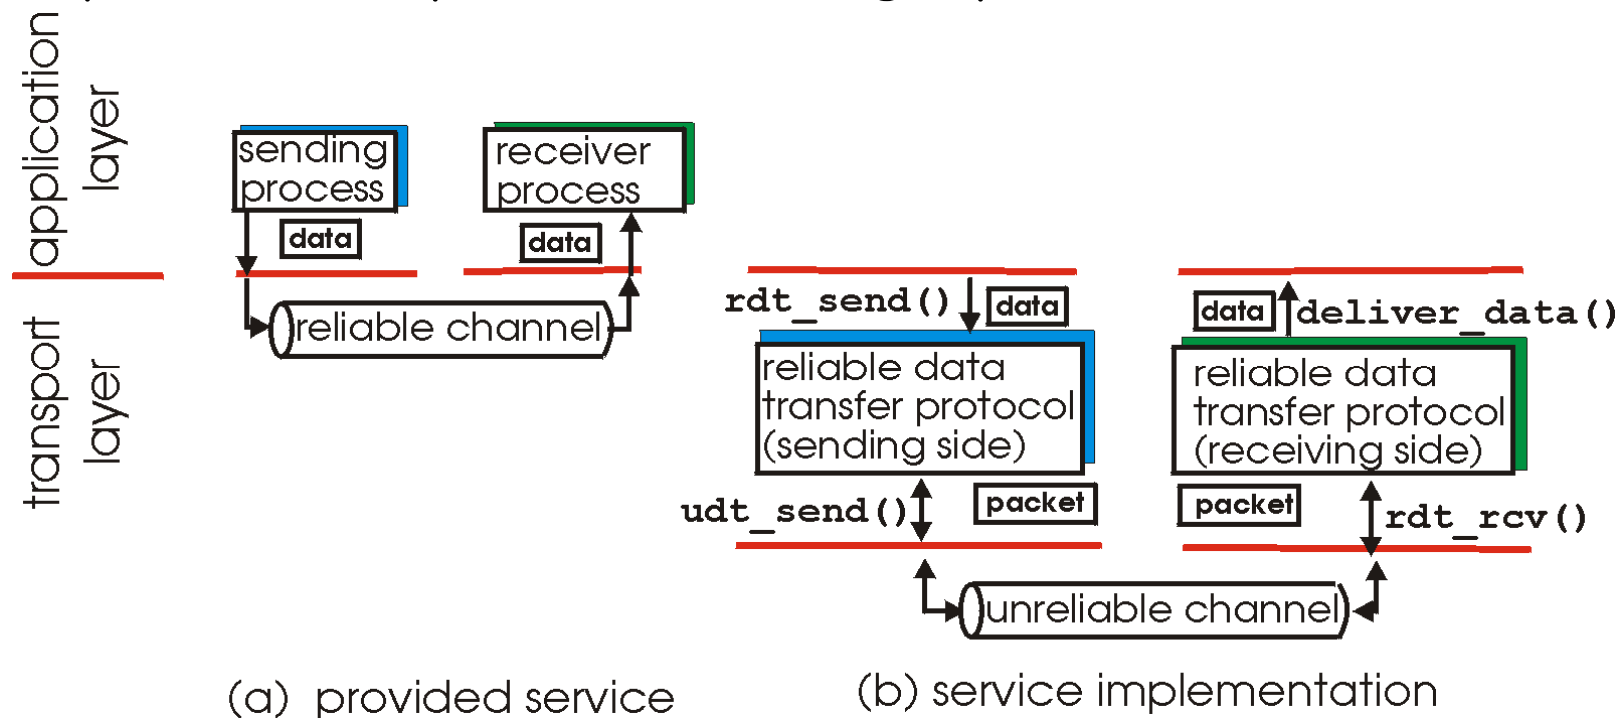 application
layer
transport
layer
sending
process
receiver
process
data
data
reliable channel
(a) provided service
rdt_send()
data
data
deliver_data()
reliable data
transfer protocol
(sending side)
reliable data
transfer protocol
(receiving side)
udt_send()
packet
packet
rdt_rcv()
unreliable channel
(b) service implementation